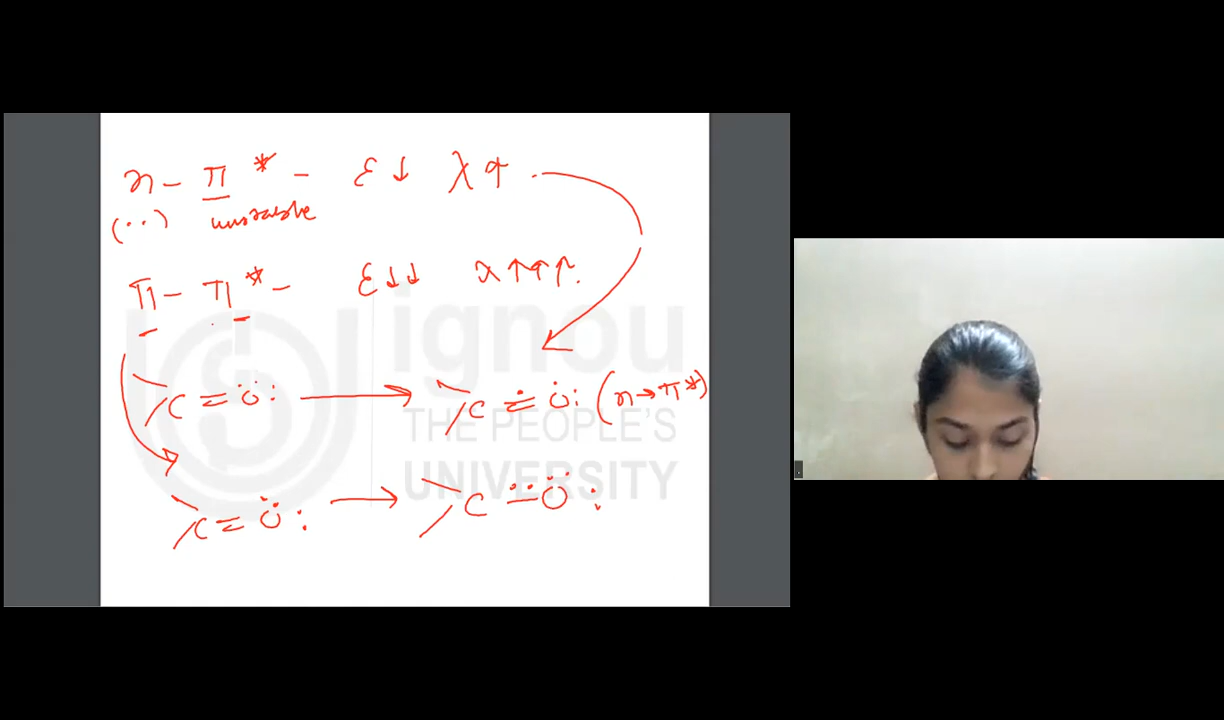 n - π* - ε↓ λ↑
(··) unstable
π - π* - ε↓↓ λ↑↑↑.
C = Ö: → C ∸ Ö: (n→π*)
C = Ö: → C – Ö:
ignou
THE PEOPLE'S
UNIVERSITY